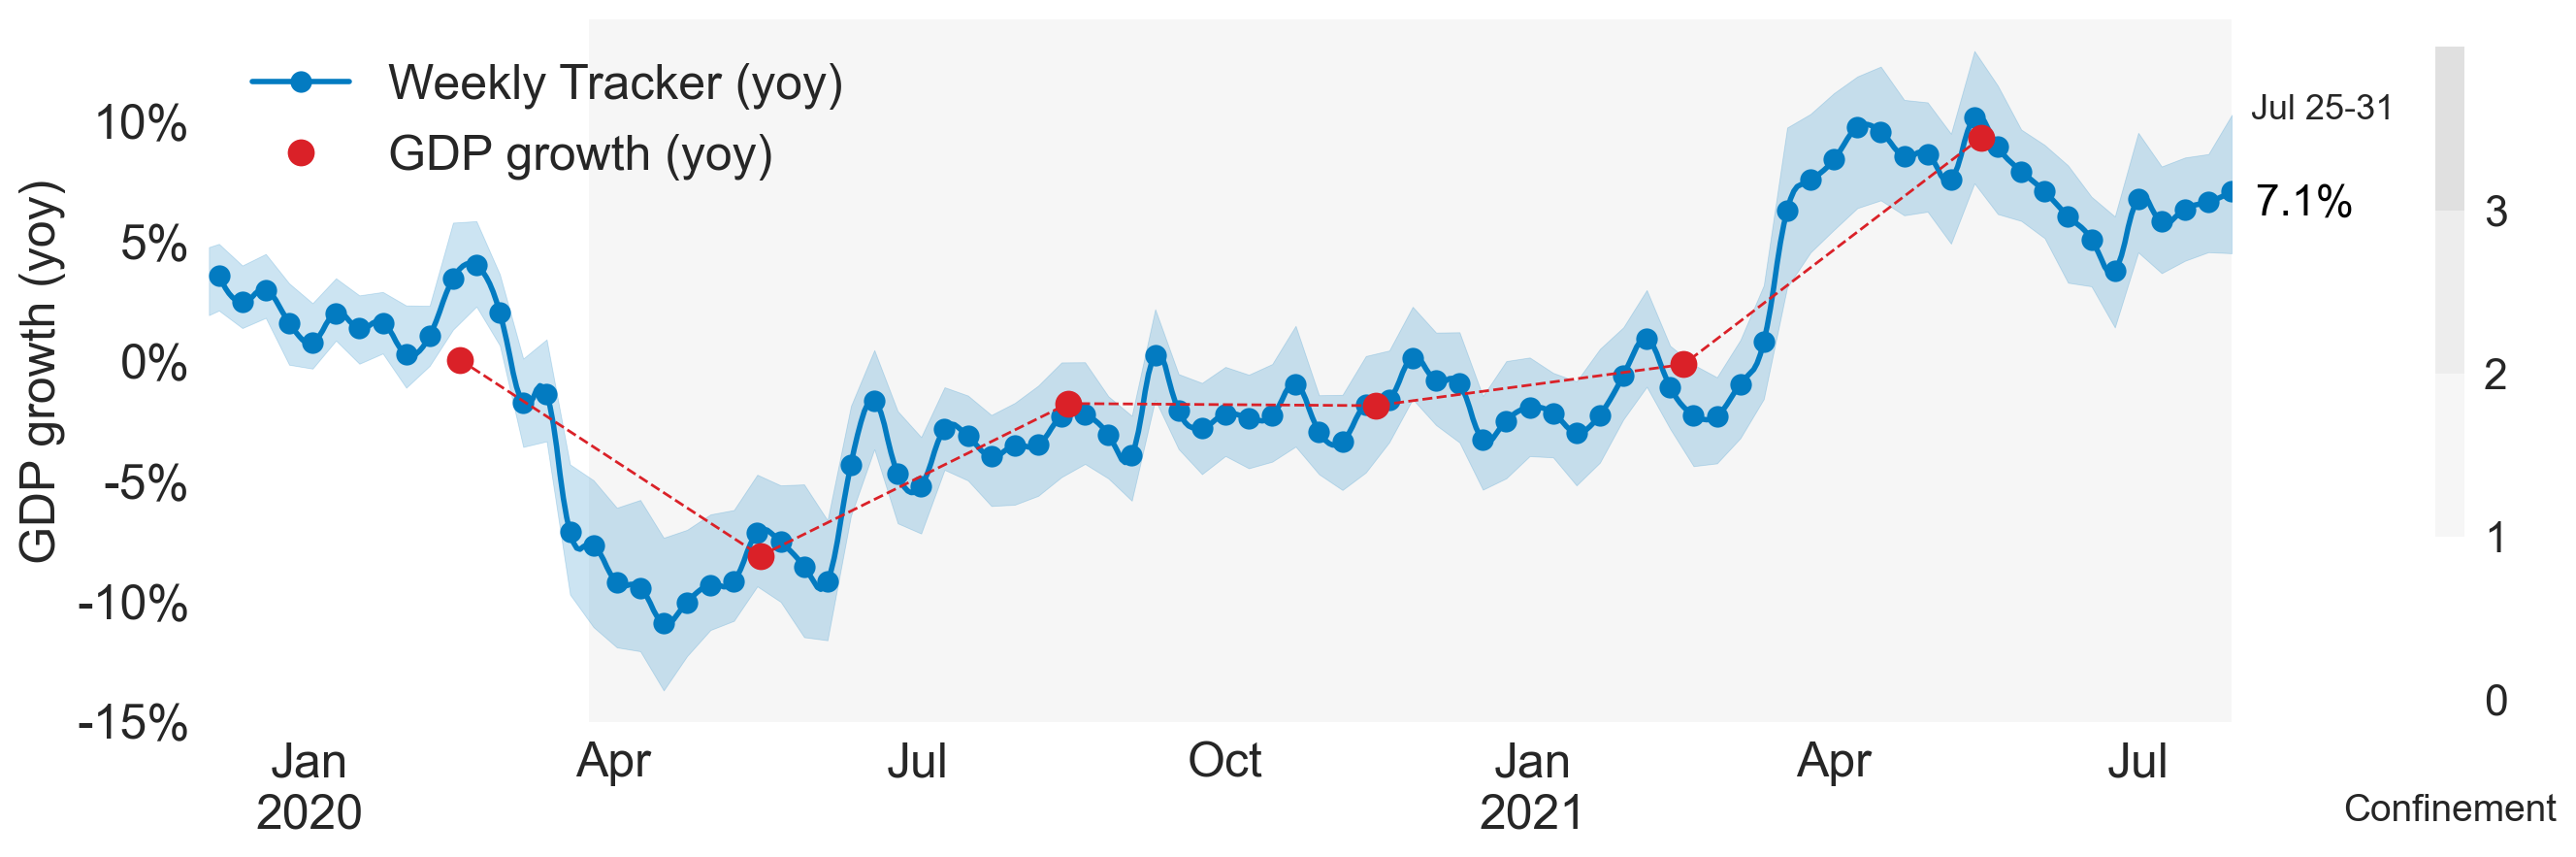 Weekly Tracker (yoy)
GDP growth (yoy)
GDP growth (yoy)
10%
5%
0%
-5%
-10%
-15%
Jan
2020
Apr
Jul
Oct
Jan
2021
Apr
Jul
Jul 25-31
7.1%
3
2
1
0
Confinement